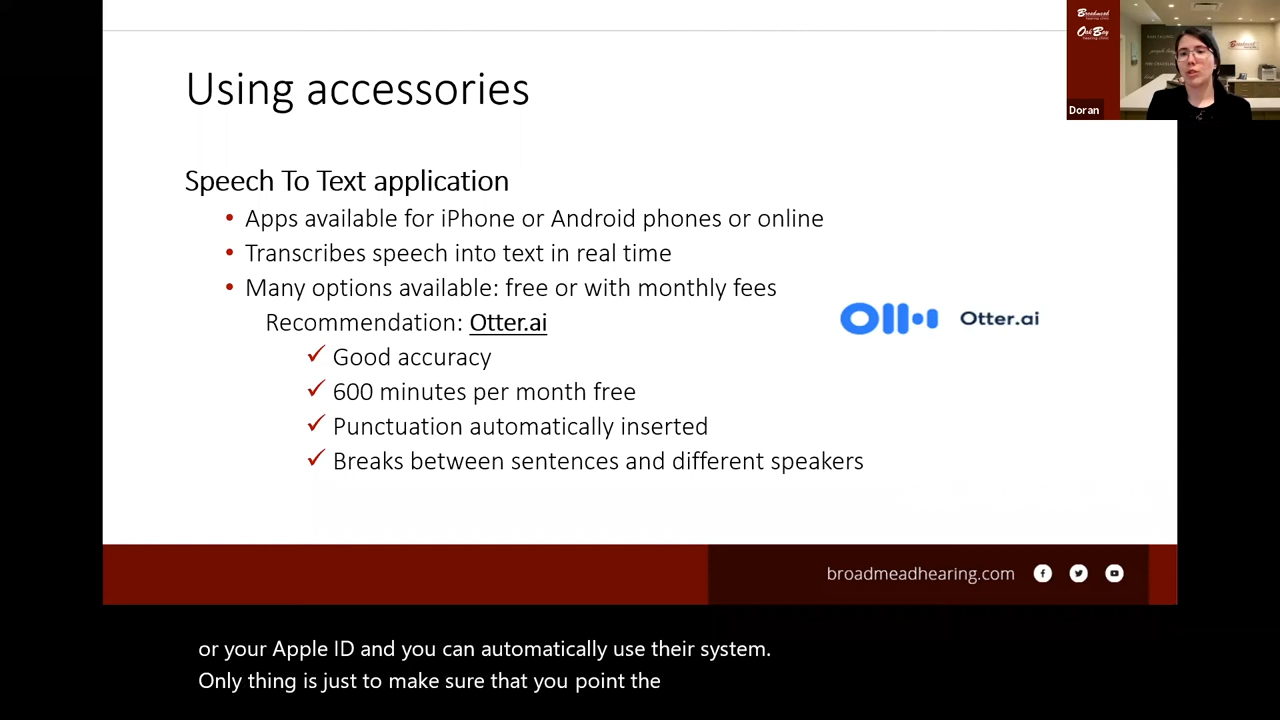 Using accessories
Speech To Text application
• Apps available for iPhone or Android phones or online
• Transcribes speech into text in real time
• Many options available: free or with monthly fees
Recommendation: Otter.ai
✓ Good accuracy
✓ 600 minutes per month free
✓ Punctuation automatically inserted
✓ Breaks between sentences and different speakers
Otter.ai
broadmeadhearing.com
Broadmead
Oak Bay
Doran
or your Apple ID and you can automatically use their system.
Only thing is just to make sure that you point the